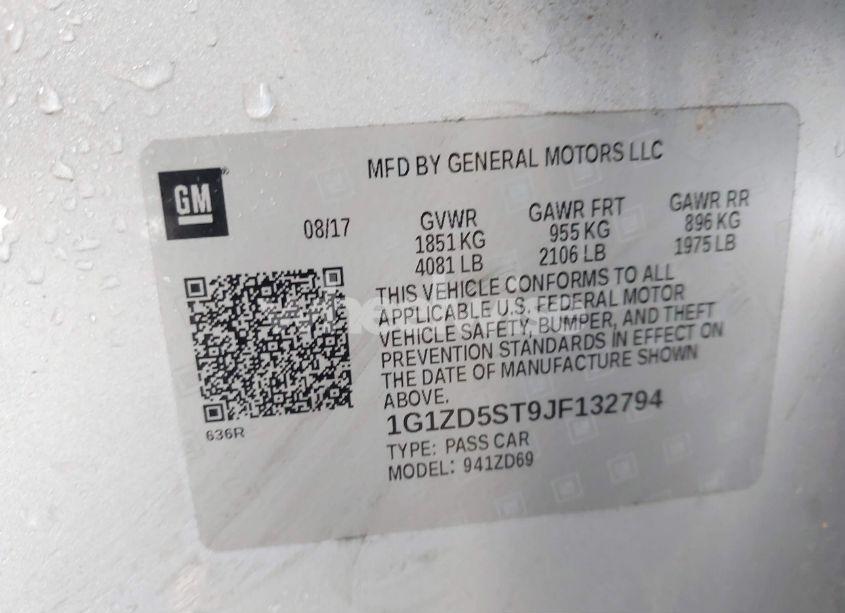 MFD BY GENERAL MOTORS LLC
GM®
08/17
GVWR
1851 KG
4081 LB
GAWR FRT
955 KG
2106 LB
GAWR RR
896 KG
1975 LB
THIS VEHICLE CONFORMS TO ALL
APPLICABLE U.S. FEDERAL MOTOR
VEHICLE SAFETY, BUMPER, AND THEFT
PREVENTION STANDARDS IN EFFECT ON
THE DATE OF MANUFACTURE SHOWN
ABOVE.
636R
1G1ZD5ST9JF132794
TYPE: PASS CAR
MODEL: 941ZD69